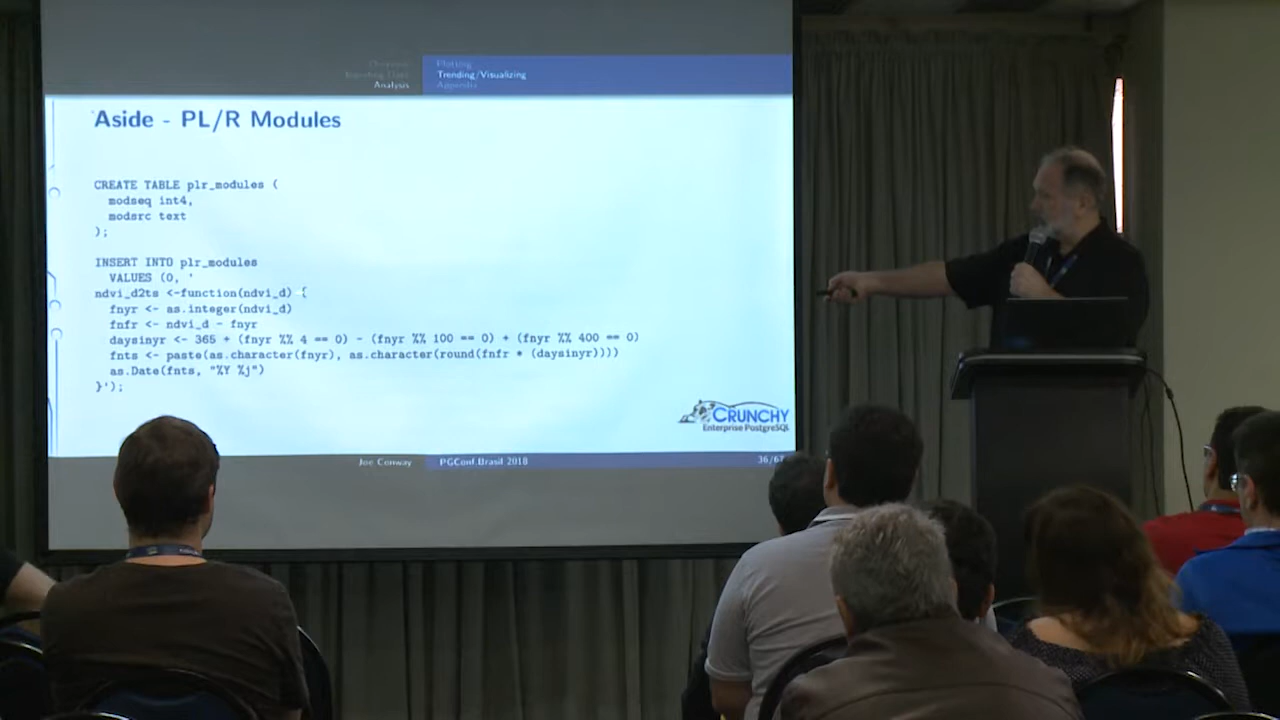 Plotting
Trending/Visualizing
Analysis
Appendix
Aside - PL/R Modules
CREATE TABLE plr_modules (
modseq int4,
modsrc text
);
INSERT INTO plr_modules
VALUES (0, '
ndvi_d2ts <-function(ndvi_d) {
fnyr <- as.integer(ndvi_d)
fnfr <- ndvi_d - fnyr
daysinyr <- 365 + (fnyr %% 4 == 0) - (fnyr %% 100 == 0) + (fnyr %% 400 == 0)
fnts <- paste(as.character(fnyr), as.character(round(fnfr * (daysinyr))))
as.Date(fnts, "%Y %j")
}');
CRUNCHY
Enterprise PostgreSQL
Joe Conway PGConf.Brasil 2018 36/67